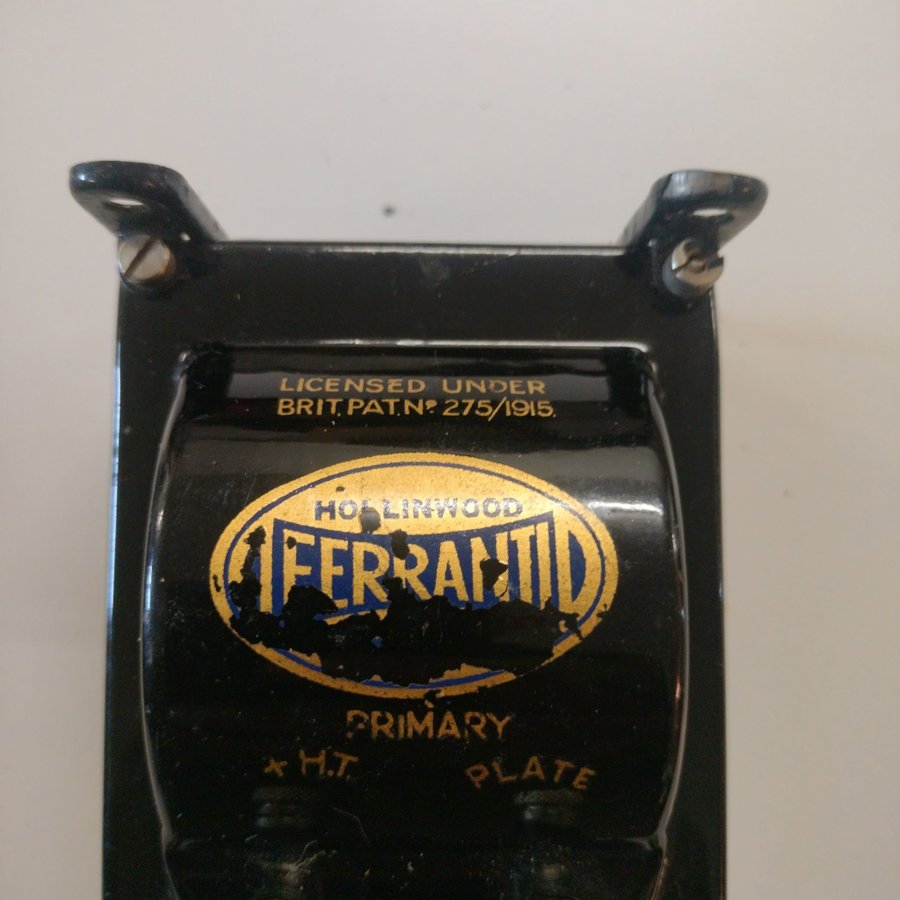 LICENSED UNDER
BRIT. PAT. Nº 275/1915.
HOLLINWOOD
FERRANTI
PRIMARY
+ H.T.
PLATE